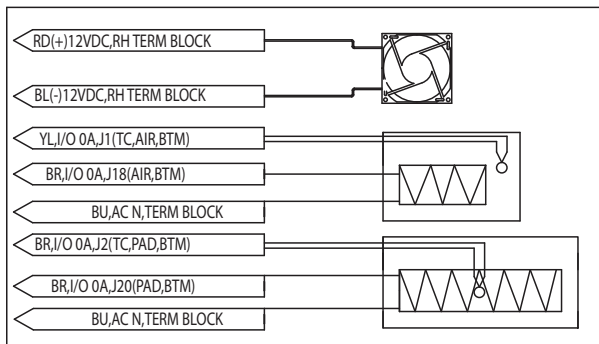 RD(+)12VDC,RH TERM BLOCK
BL(-)12VDC,RH TERM BLOCK
YL,I/O 0A,J1(TC,AIR,BTM)
BR,I/O 0A,J18(AIR,BTM)
BU,AC N,TERM BLOCK
BR,I/O 0A,J2(TC,PAD,BTM)
BR,I/O 0A,J20(PAD,BTM)
BU,AC N,TERM BLOCK